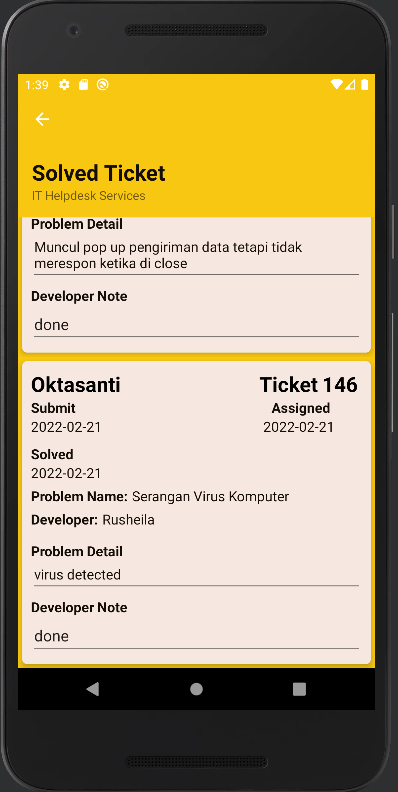 1:39
Solved Ticket
IT Helpdesk Services
Problem Detail
Muncul pop up pengiriman data tetapi tidak
merespon ketika di close
Developer Note
done
Oktasanti Ticket 146
Submit Assigned
2022-02-21 2022-02-21
Solved
2022-02-21
Problem Name: Serangan Virus Komputer
Developer: Rusheila
Problem Detail
virus detected
Developer Note
done